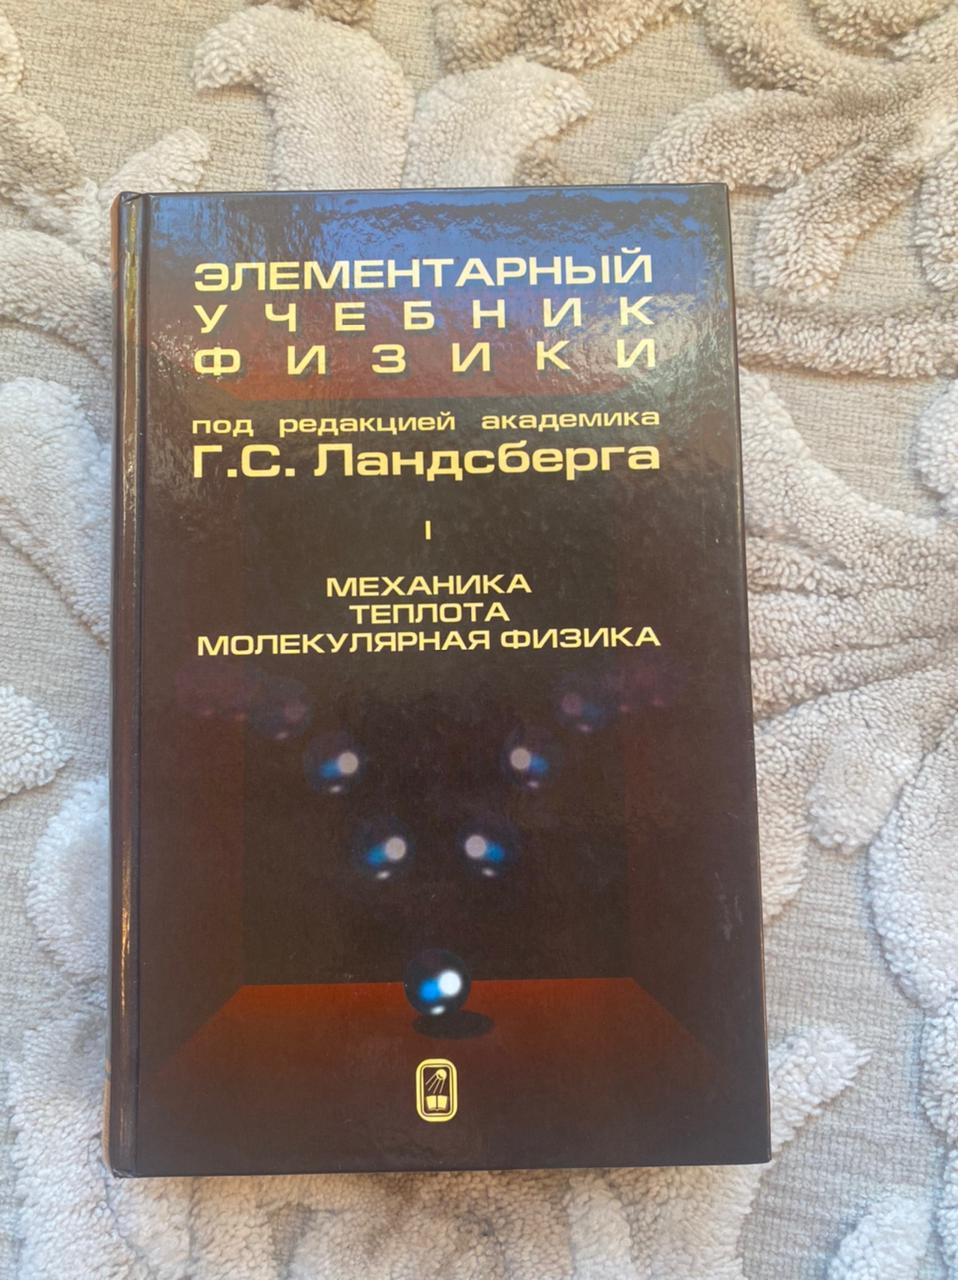 ЭЛЕМЕНТАРНЫЙ
УЧЕБНИК
ФИЗИКИ
под редакцией академика
Г.С. Ландсберга
I
МЕХАНИКА
ТЕПЛОТА
МОЛЕКУЛЯРНАЯ ФИЗИКА